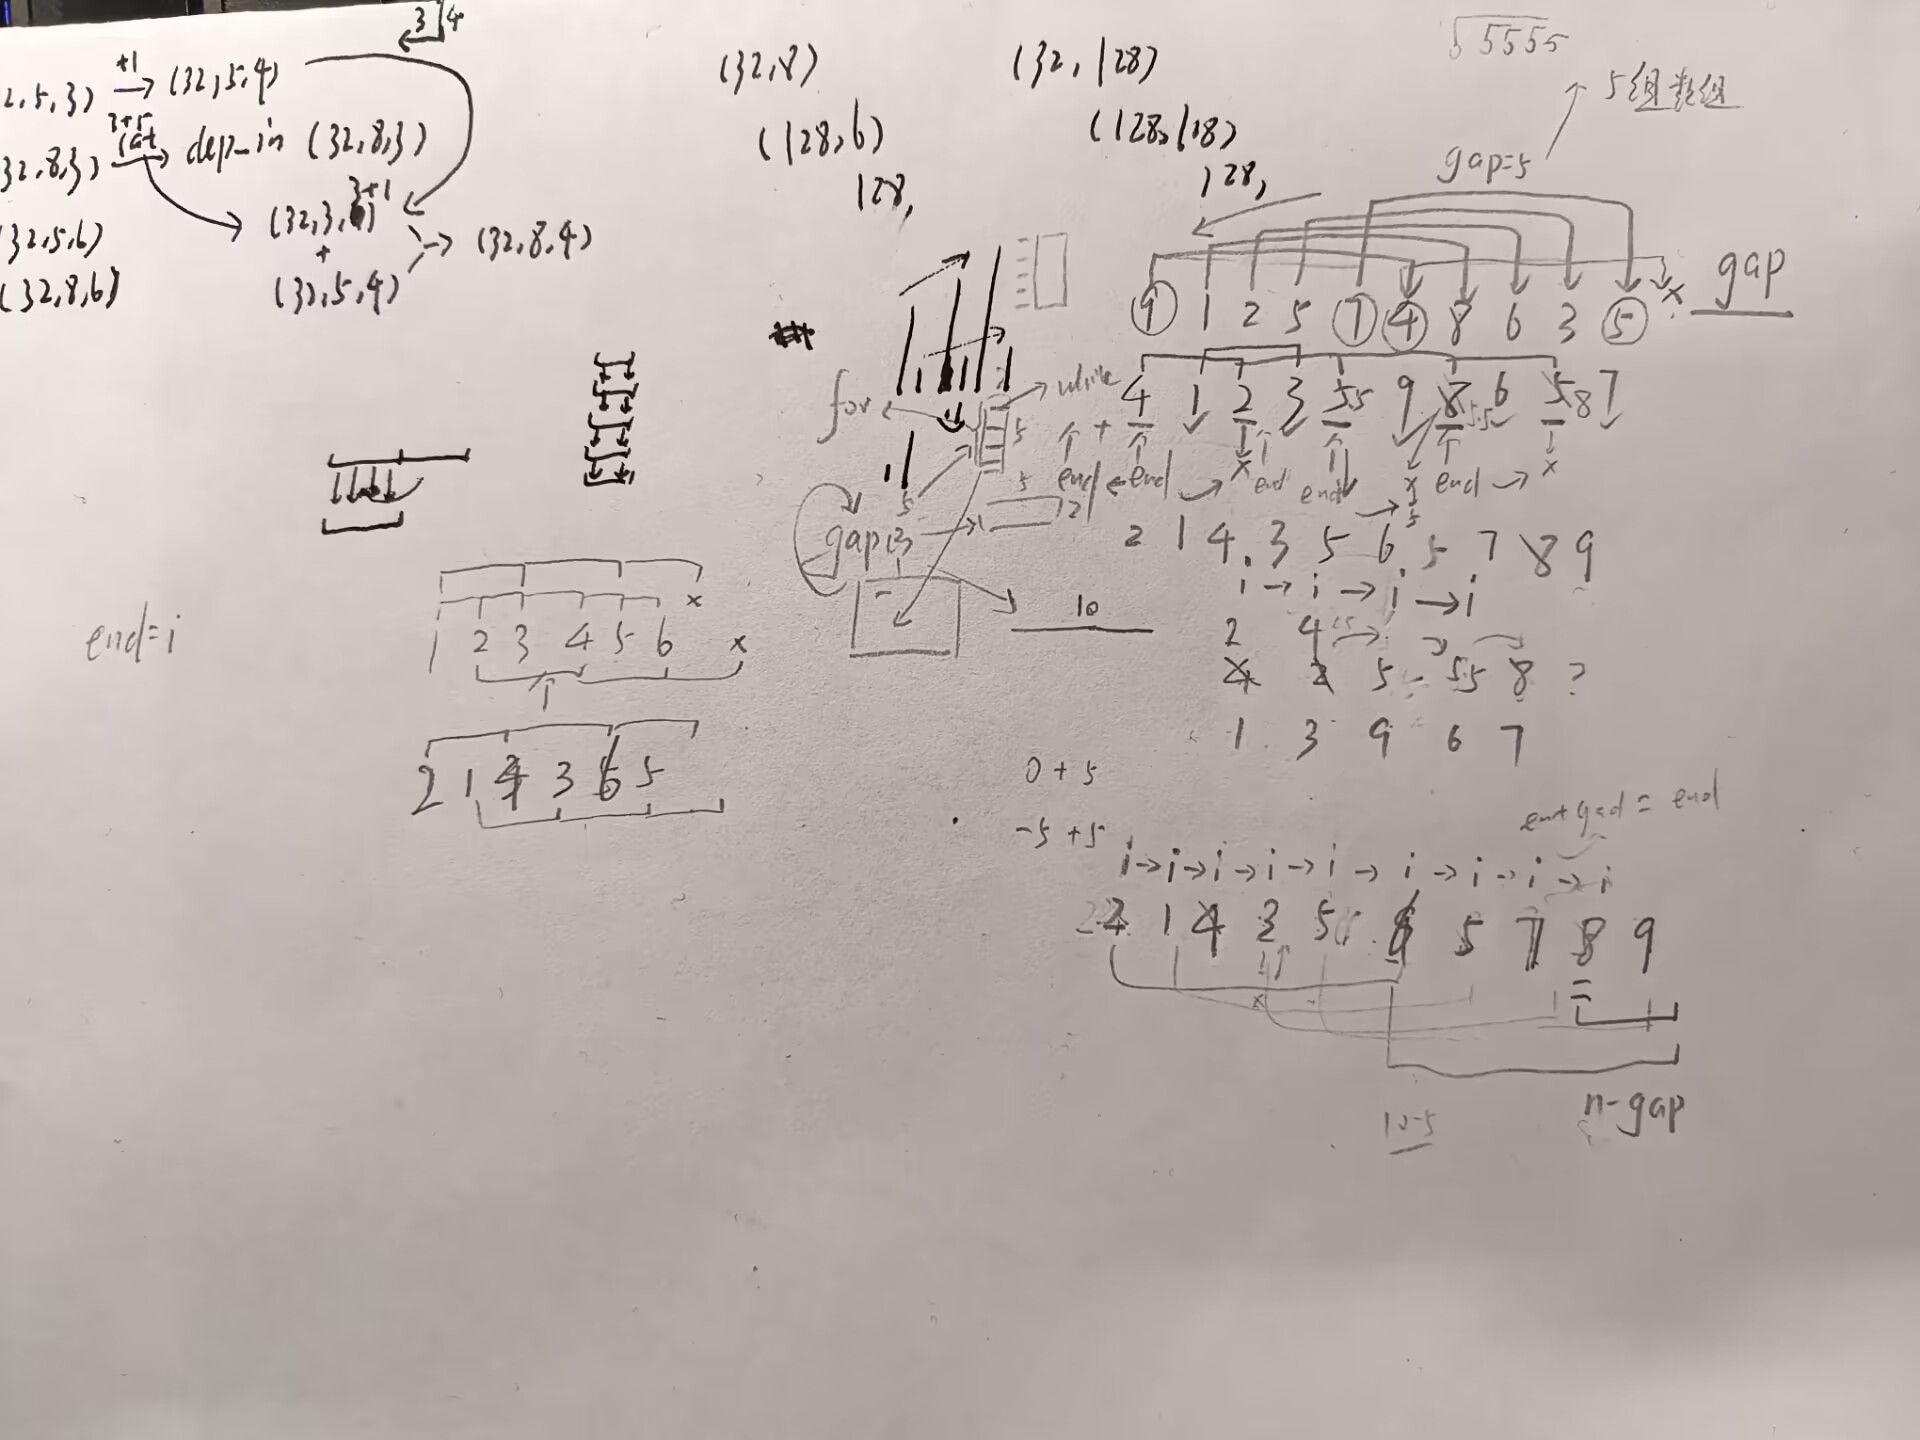 3 4
2,5,3) +1 → (32,5,4)
32,8,3) → dep_in (32,8,3)
3+1
(32,3,
+
(32,5,4)
→ (32,8,4)
32,5,6)
(32,8,6)
(32,8)
(128,6)
128,
(32,128)
(128,128)
128,
5555
5组数组
gap=5
gap
9 1 2 5 7 4 8 6 3 5 x
for
while
4 1 2 3 5 5 9 8 6 5 8 7
end ← end → x end end x end → x
gap
5
2 1 4 3 5 6 5 7 8 9
i → i → i → i
10
2 4
5 5 8 ?
1 3 9 6 7
end=i
x
1 2 3 4 5 6 x
2 1 4 3 6 5
0+5
-5+5
= end
i→i→i→i→i→i→i→i→i
2 1 4 3 5 6 5 7 8 9
10-5
n-gap